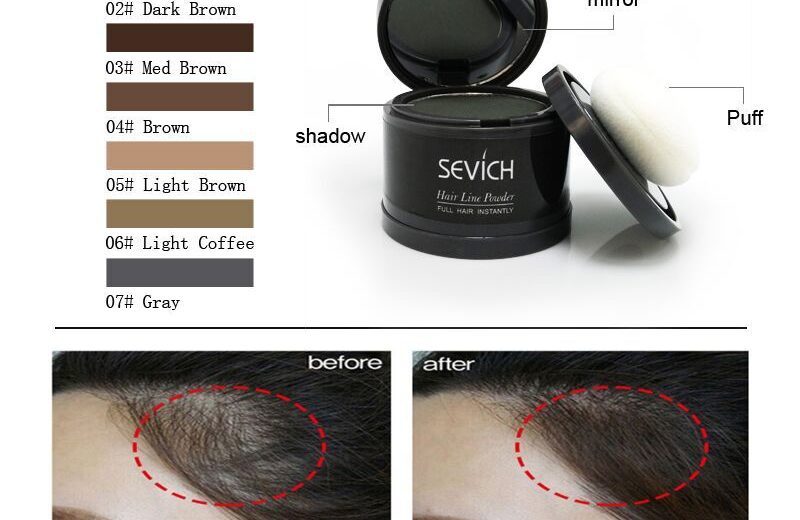 02# Dark Brown
mirror
03# Med Brown
04# Brown
shadow
Puff
05# Light Brown
SEVICH
Hair Line Powder
FULL HAIR INSTANTLY
06# Light Coffee
07# Gray
before
after